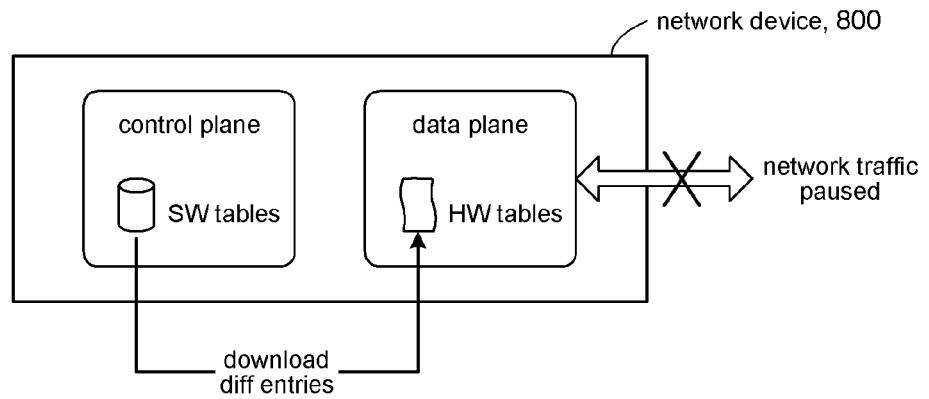 network device, 800
control plane
data plane
SW tables
HW tables
network traffic
paused
download
diff entries